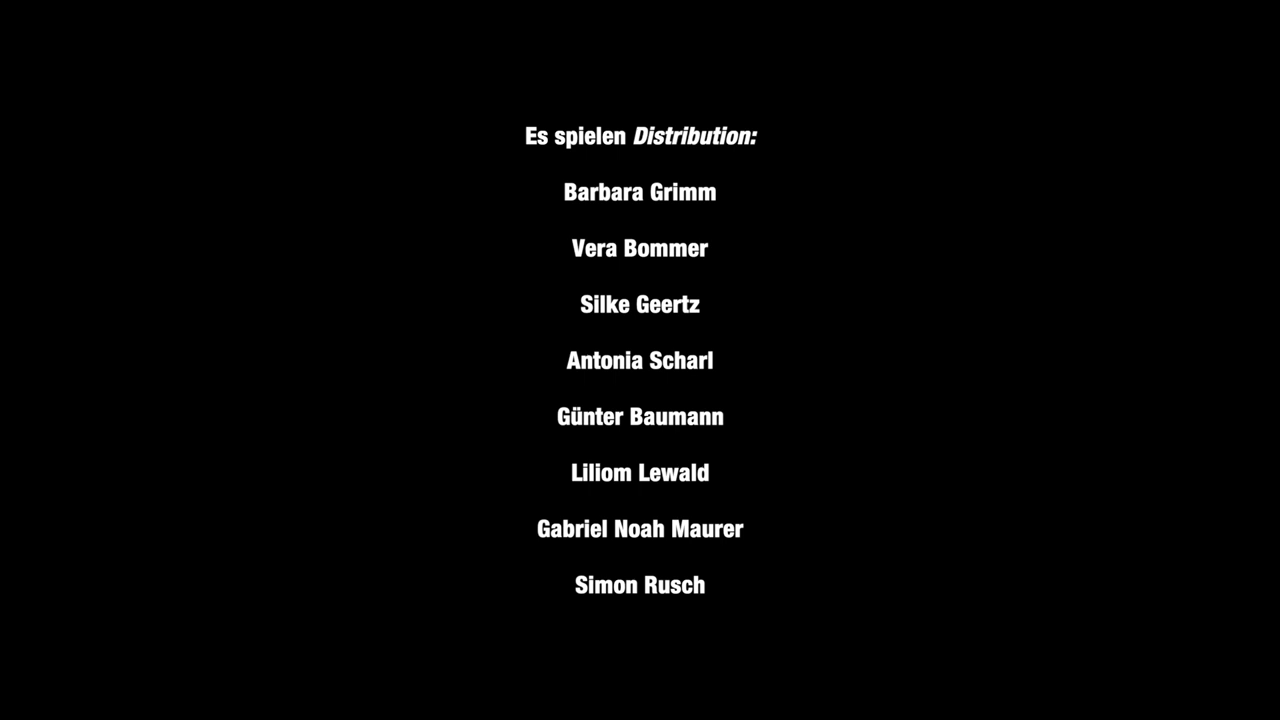 Es spielen Distribution:
Barbara Grimm
Vera Bommer
Silke Geertz
Antonia Scharl
Günter Baumann
Liliom Lewald
Gabriel Noah Maurer
Simon Rusch